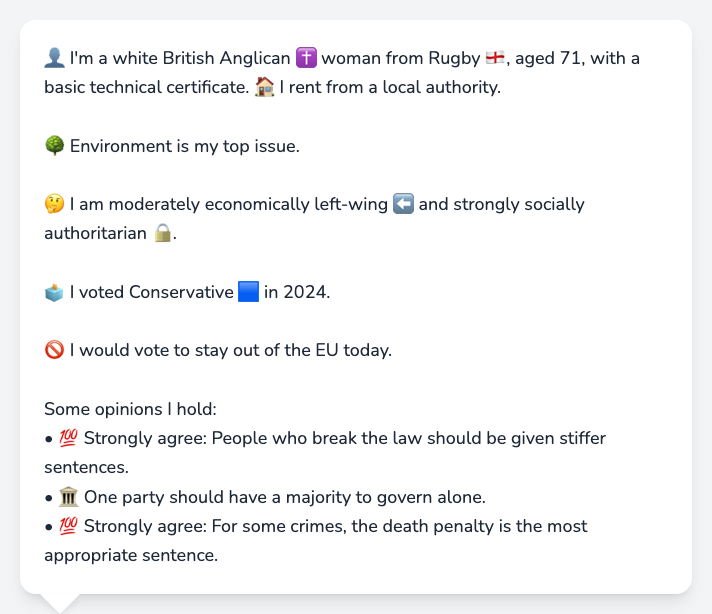 👤 I'm a white British Anglican ✝️ woman from Rugby 🏴󠁧󠁢󠁥󠁮󠁧󠁿, aged 71, with a
basic technical certificate. 🏠 I rent from a local authority.
🌳 Environment is my top issue.
🤔 I am moderately economically left-wing ⬅️ and strongly socially
authoritarian 🔒.
🗳️ I voted Conservative 🟦 in 2024.
🚫 I would vote to stay out of the EU today.
Some opinions I hold:
• 💯 Strongly agree: People who break the law should be given stiffer
sentences.
• 🏛️ One party should have a majority to govern alone.
• 💯 Strongly agree: For some crimes, the death penalty is the most
appropriate sentence.